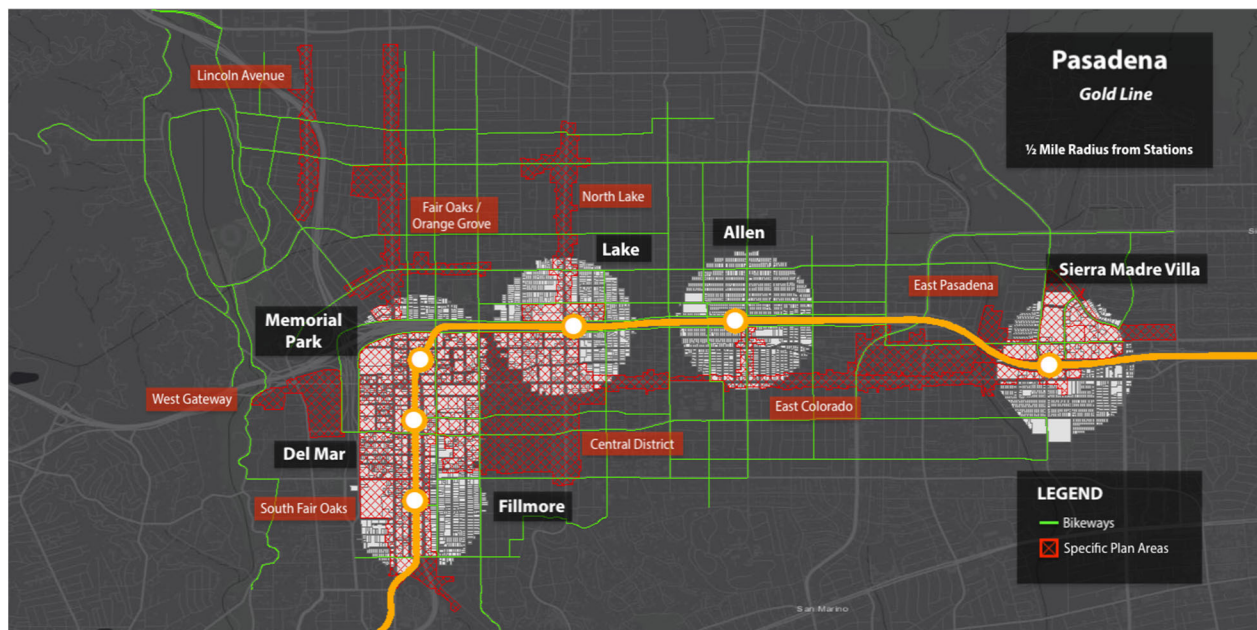 Pasadena
Gold Line
½ Mile Radius from Stations
Lincoln Avenue
Fair Oaks /
Orange Grove
North Lake
Lake
Allen
Sierra Madre Villa
East Pasadena
Memorial
Park
West Gateway
East Colorado
Central District
Del Mar
South Fair Oaks
Fillmore
LEGEND
Bikeways
Specific Plan Areas
San Marino